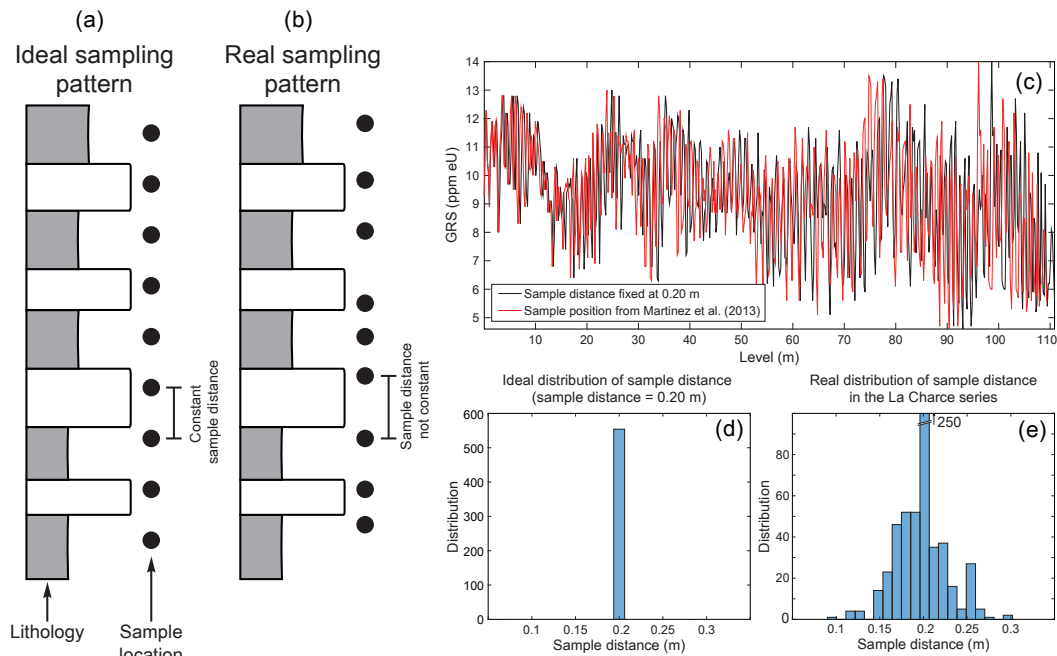 (a)
Ideal sampling
pattern
Constant
sample distance
Lithology
Sample
location
(b)
Real sampling
pattern
Sample distance
not constant
(c)
14
13
12
11
10
9
8
7
6
5
GRS (ppm eU)
Sample distance fixed at 0.20 m
Sample position from Martinez et al. (2013)
10 20 30 40 50 60 70 80 90 100 110
Level (m)
Ideal distribution of sample distance
(sample distance = 0.20 m)
(d)
600
500
400
300
200
100
0
Distribution
0.1 0.15 0.2 0.25 0.3
Sample distance (m)
Real distribution of sample distance
in the La Charce series
(e)
250
80
60
40
20
0
Distribution
0.1 0.15 0.2 0.25 0.3
Sample distance (m)